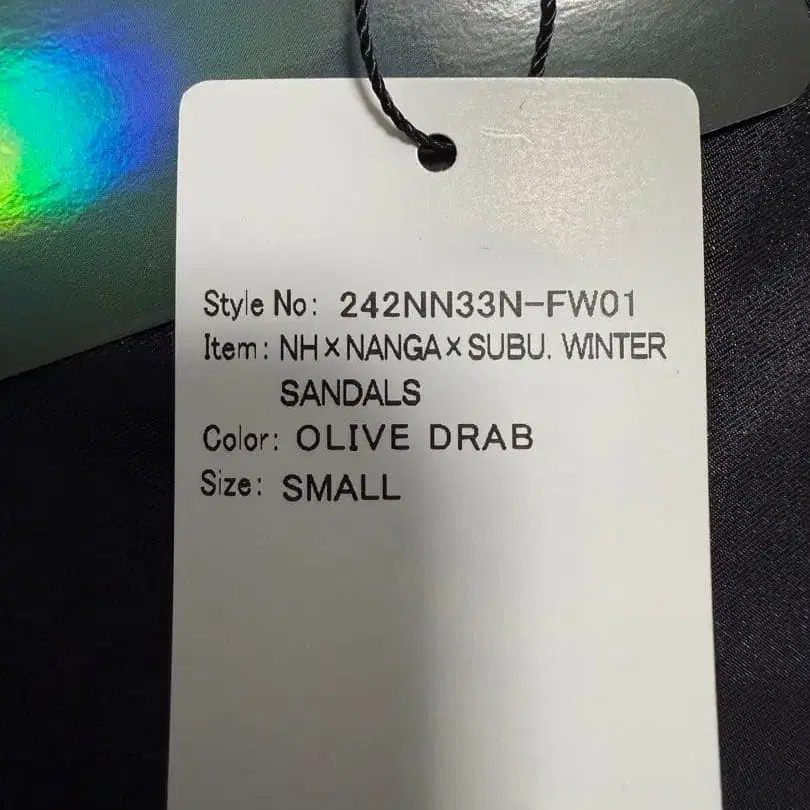 Style No: 242NN33N-FW01
Item: NH×NANGA×SUBU. WINTER
SANDALS
Color: OLIVE DRAB
Size: SMALL